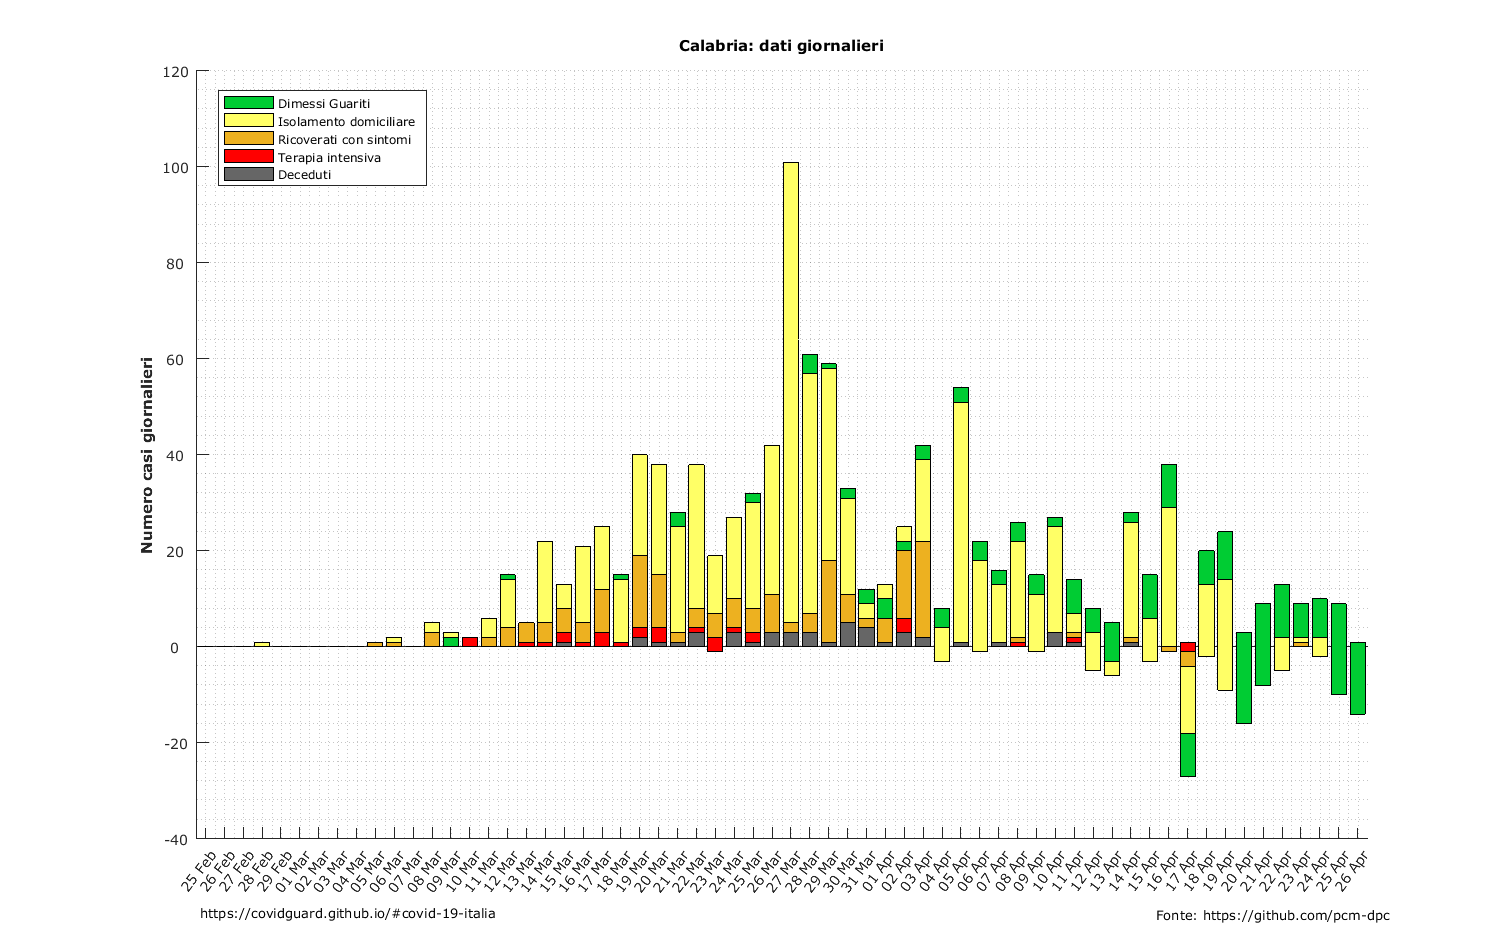 Calabria: dati giornalieri
120
100
80
60
40
20
0
-20
-40
Numero casi giornalieri
Dimessi Guariti
Isolamento domiciliare
Ricoverati con sintomi
Terapia intensiva
Deceduti
25 Feb
26 Feb
27 Feb
28 Feb
29 Feb
01 Mar
02 Mar
03 Mar
04 Mar
05 Mar
06 Mar
07 Mar
08 Mar
09 Mar
10 Mar
11 Mar
12 Mar
13 Mar
14 Mar
15 Mar
16 Mar
17 Mar
18 Mar
19 Mar
20 Mar
21 Mar
22 Mar
23 Mar
24 Mar
25 Mar
26 Mar
27 Mar
28 Mar
29 Mar
30 Mar
31 Mar
01 Apr
02 Apr
03 Apr
04 Apr
05 Apr
06 Apr
07 Apr
08 Apr
09 Apr
10 Apr
11 Apr
12 Apr
13 Apr
14 Apr
15 Apr
16 Apr
17 Apr
18 Apr
19 Apr
20 Apr
21 Apr
22 Apr
23 Apr
24 Apr
25 Apr
26 Apr
https://covidguard.github.io/#covid-19-italia
Fonte: https://github.com/pcm-dpc